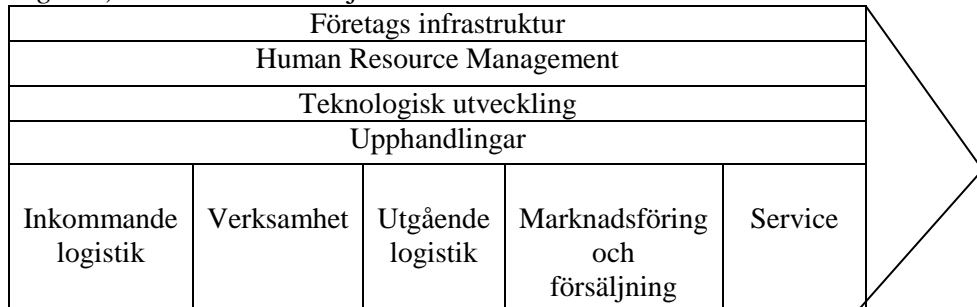 Företags infrastruktur
Human Resource Management
Teknologisk utveckling
Upphandlingar
Inkommande
logistik
Verksamhet
Utgående
logistik
Marknadsföring
och
försäljning
Service